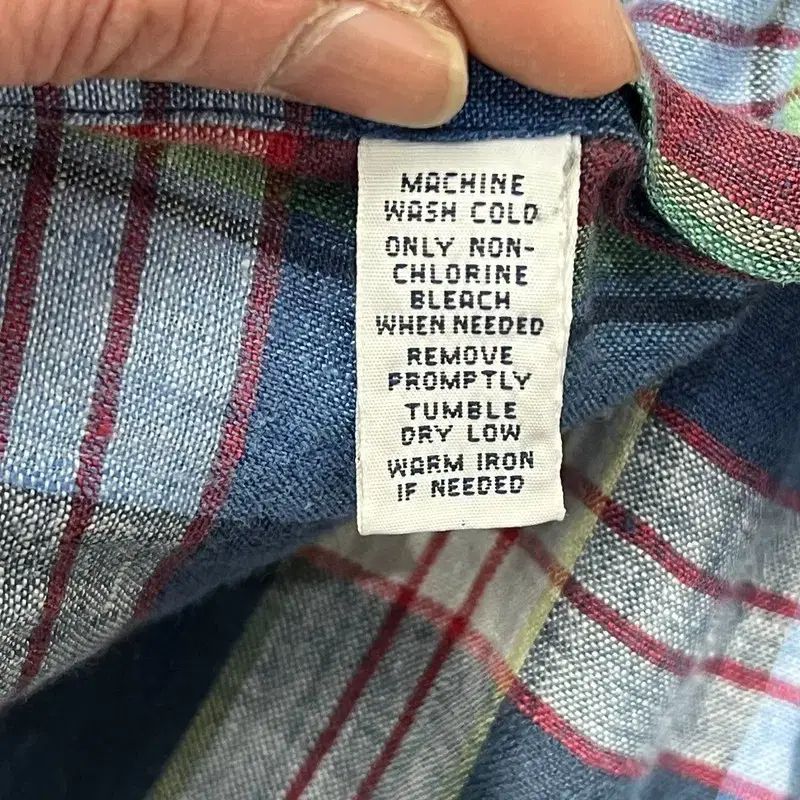 MACHINE
WASH COLD
ONLY NON-
CHLORINE
BLEACH
WHEN NEEDED
REMOVE
PROMPTLY
TUMBLE
DRY LOW
WARM IRON
IF NEEDED